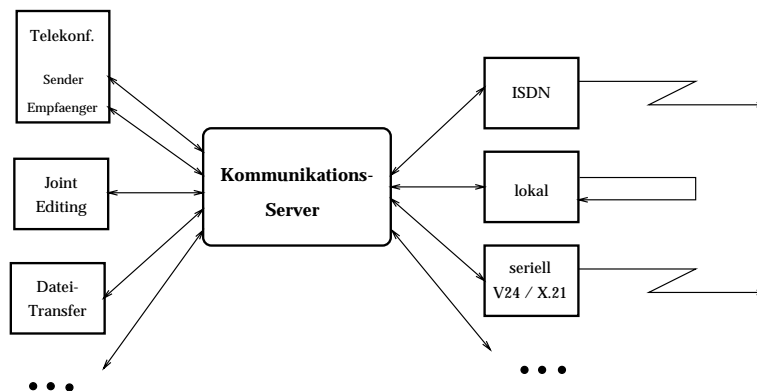 Telekonf.
Sender
Empfaenger
Joint
Editing
Datei-
Transfer
Kommunikations-
Server
ISDN
lokal
seriell
V24 / X.21